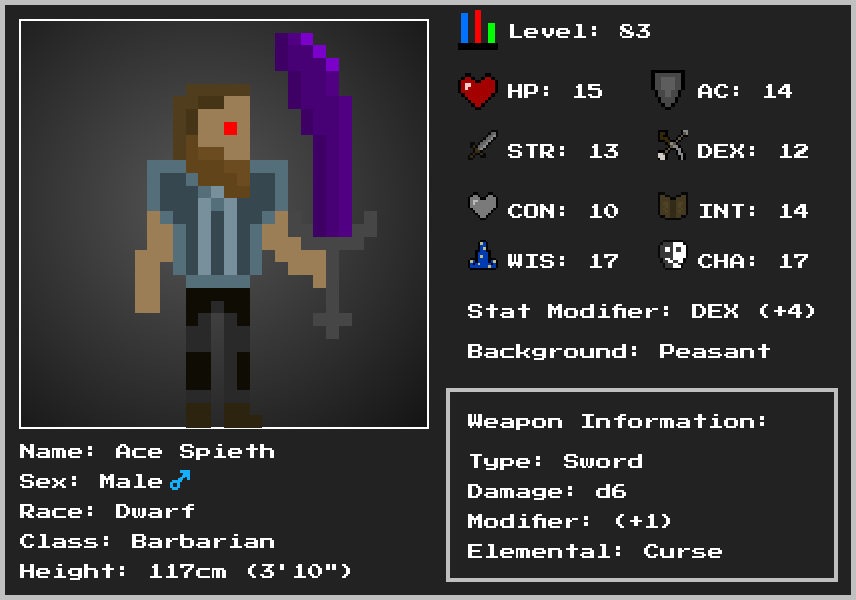 Level: 83
HP: 15
AC: 14
STR: 13
DEX: 12
CON: 10
INT: 14
WIS: 17
CHA: 17
Stat Modifier: DEX (+4)
Background: Peasant
Weapon Information:
Type: Sword
Damage: d6
Modifier: (+1)
Elemental: Curse
Name: Ace Spieth
Sex: Male ♂
Race: Dwarf
Class: Barbarian
Height: 117cm (3'10")